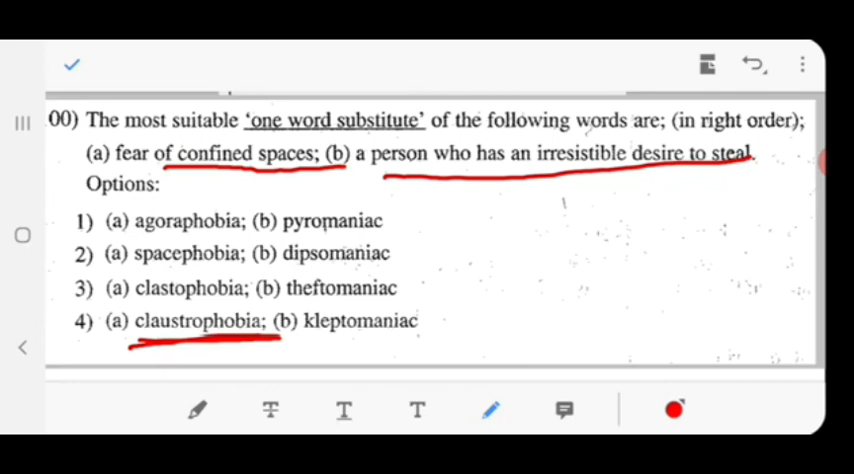 00) The most suitable ‘one word substitute’ of the following words are; (in right order);
(a) fear of confined spaces; (b) a person who has an irresistible desire to steal.
Options:
1) (a) agoraphobia; (b) pyromaniac
2) (a) spacephobia; (b) dipsomaniac
3) (a) clastophobia; (b) theftomaniac
4) (a) claustrophobia; (b) kleptomaniac
T T T